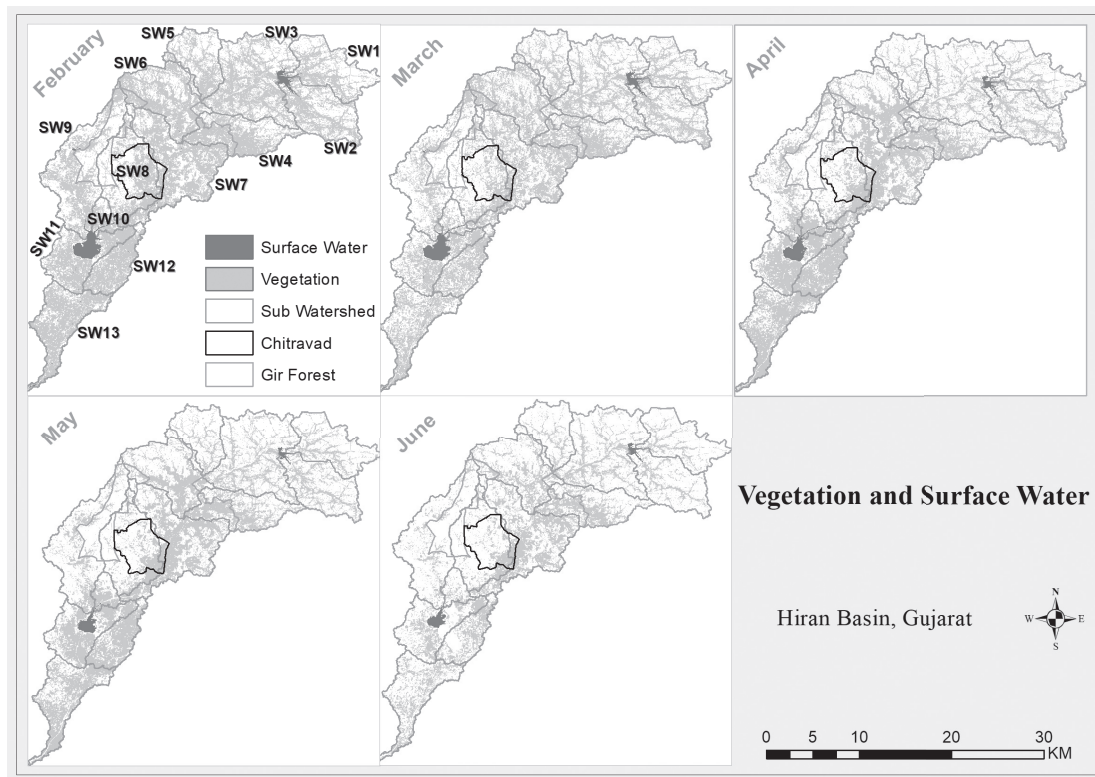 February
SW5
SW3
SW1
SW6
SW9
SW2
SW4
SW8
SW7
SW10
SW11
SW12
SW13
Surface Water
Vegetation
Sub Watershed
Chitravad
Gir Forest
March
April
May
June
Vegetation and Surface Water
Hiran Basin, Gujarat
N
W
E
S
0 5 10 20 30
KM